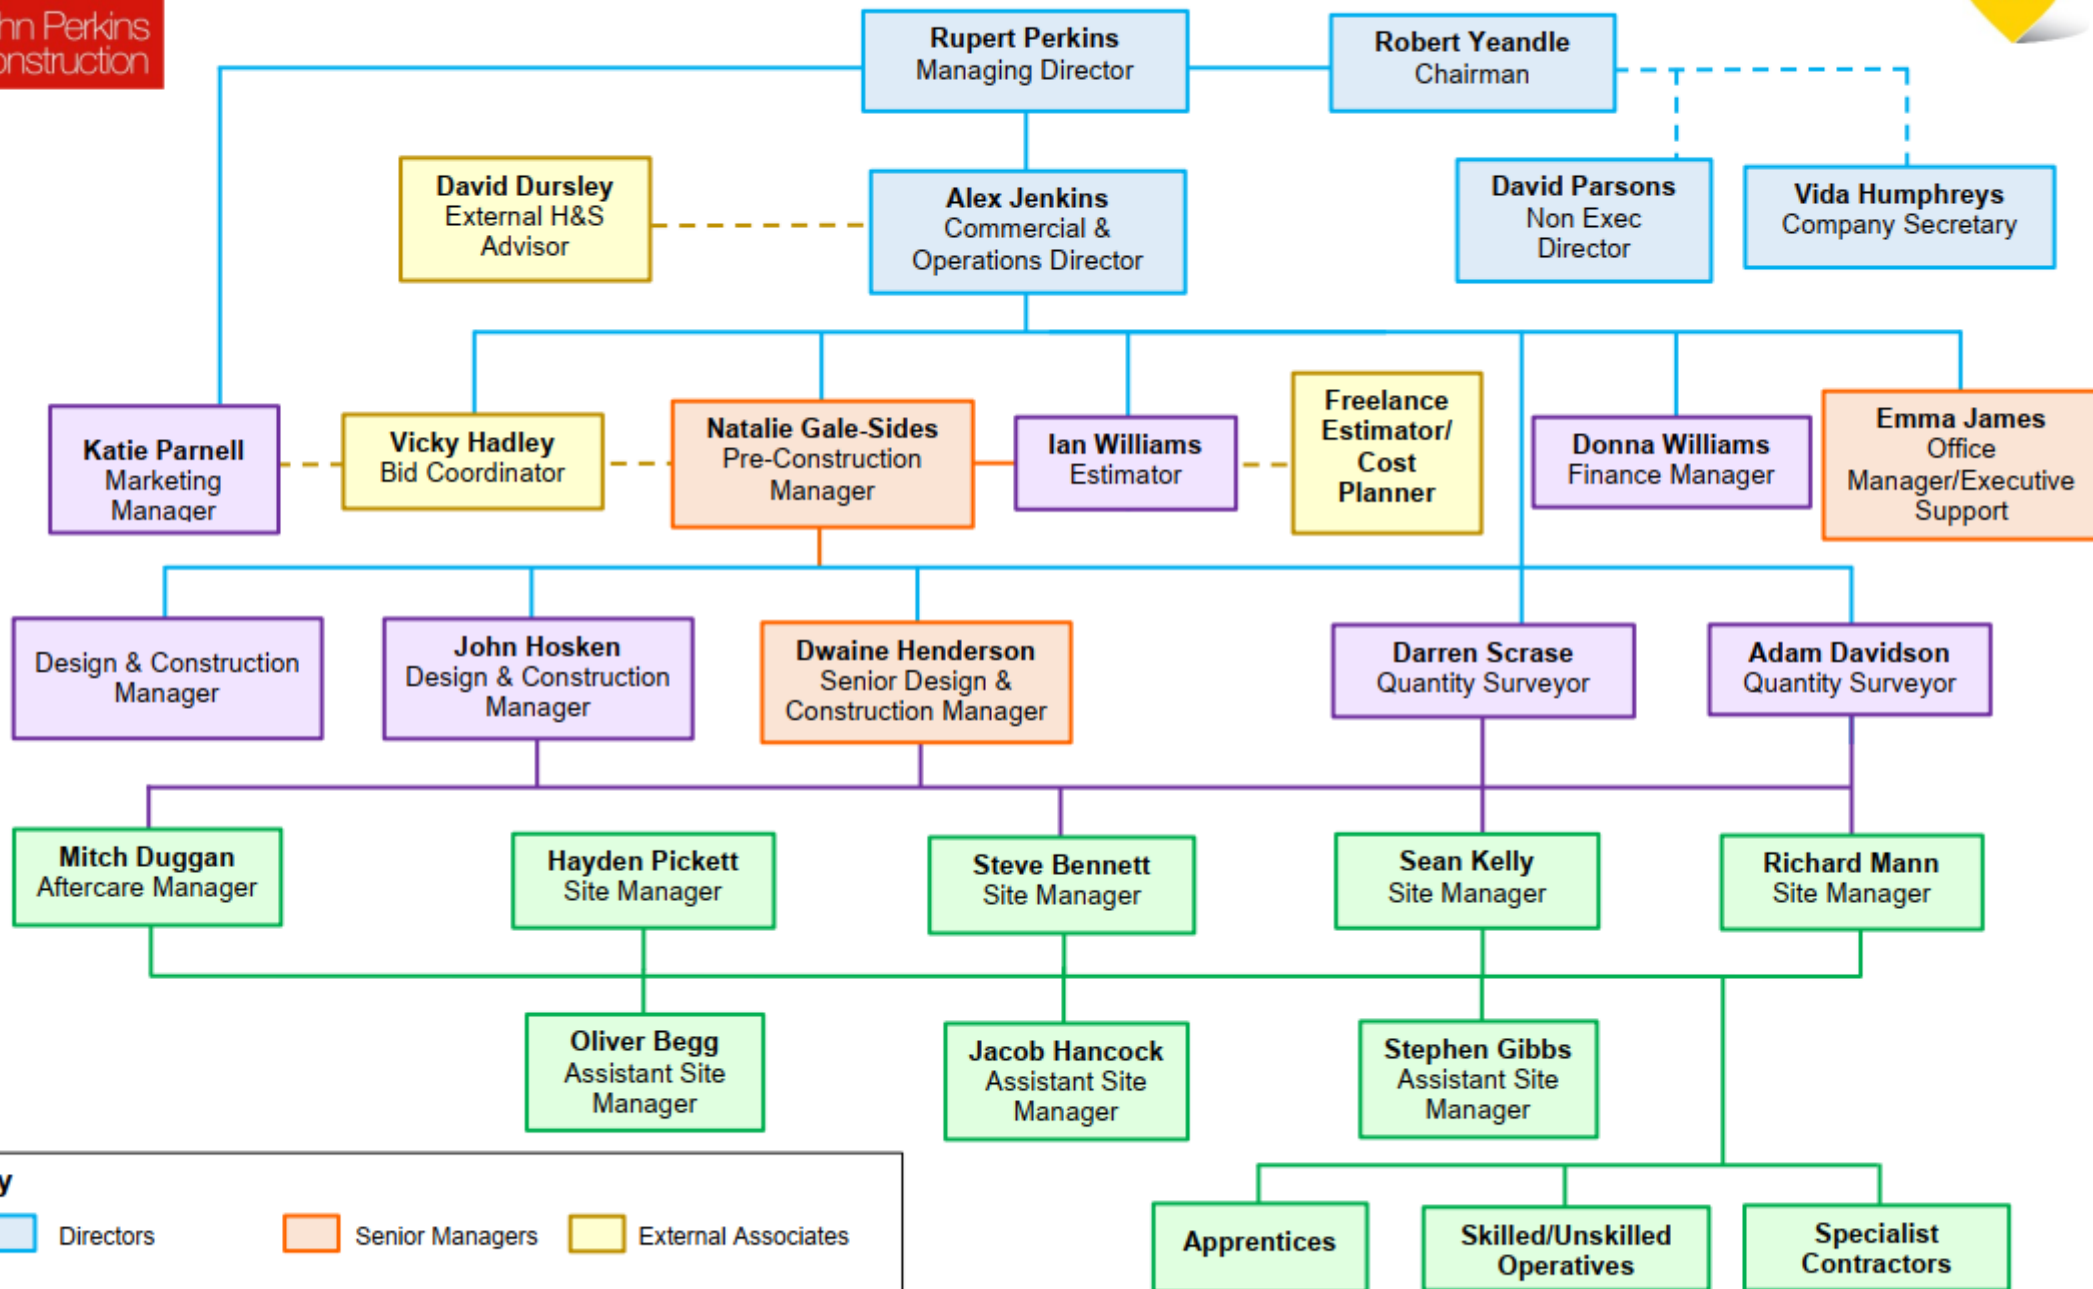 hn Perkins
onstruction
Rupert Perkins
Managing Director
Robert Yeandle
Chairman
David Dursley
External H&S
Advisor
Alex Jenkins
Commercial &
Operations Director
David Parsons
Non Exec
Director
Vida Humphreys
Company Secretary
Katie Parnell
Marketing
Manager
Vicky Hadley
Bid Coordinator
Natalie Gale-Sides
Pre-Construction
Manager
Ian Williams
Estimator
Freelance
Estimator/
Cost
Planner
Donna Williams
Finance Manager
Emma James
Office
Manager/Executive
Support
Design & Construction
Manager
John Hosken
Design & Construction
Manager
Dwaine Henderson
Senior Design &
Construction Manager
Darren Scrase
Quantity Surveyor
Adam Davidson
Quantity Surveyor
Mitch Duggan
Aftercare Manager
Hayden Pickett
Site Manager
Steve Bennett
Site Manager
Sean Kelly
Site Manager
Richard Mann
Site Manager
Oliver Begg
Assistant Site
Manager
Jacob Hancock
Assistant Site
Manager
Stephen Gibbs
Assistant Site
Manager
Apprentices
Skilled/Unskilled
Operatives
Specialist
Contractors
y
Directors
Senior Managers
External Associates